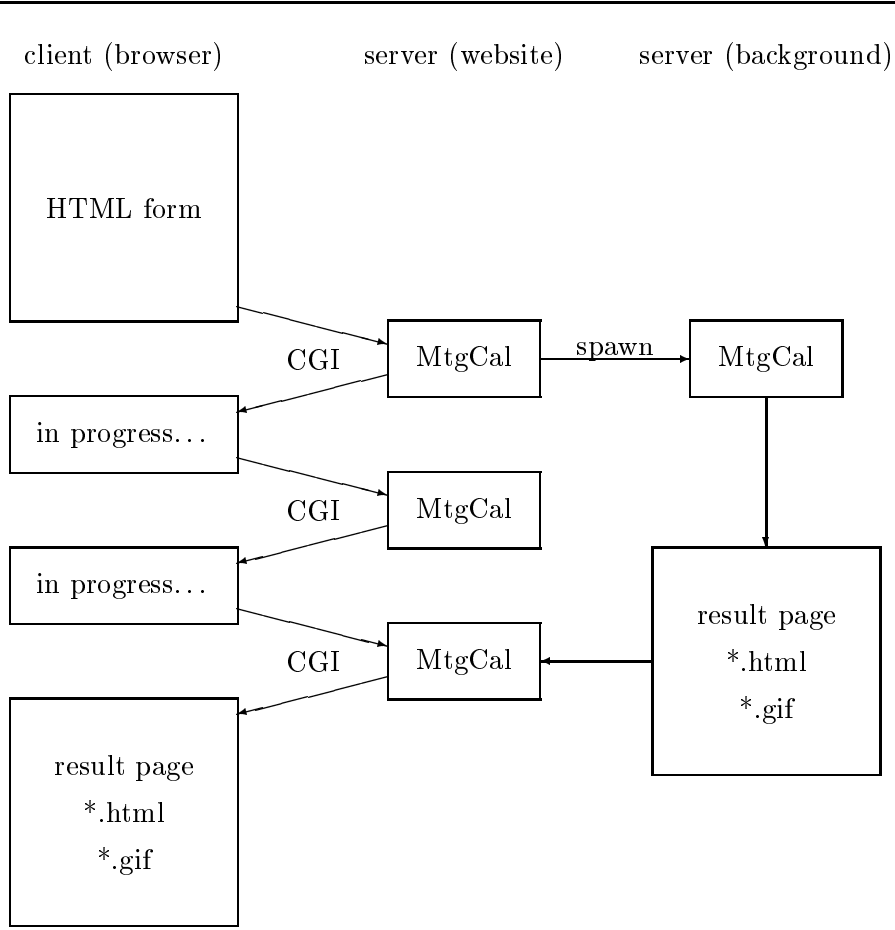 client (browser)
server (website)
server (background)
HTML form
CGI
MtgCal
spawn
MtgCal
in progress...
CGI
MtgCal
in progress...
CGI
MtgCal
result page
*.html
*.gif
result page
*.html
*.gif